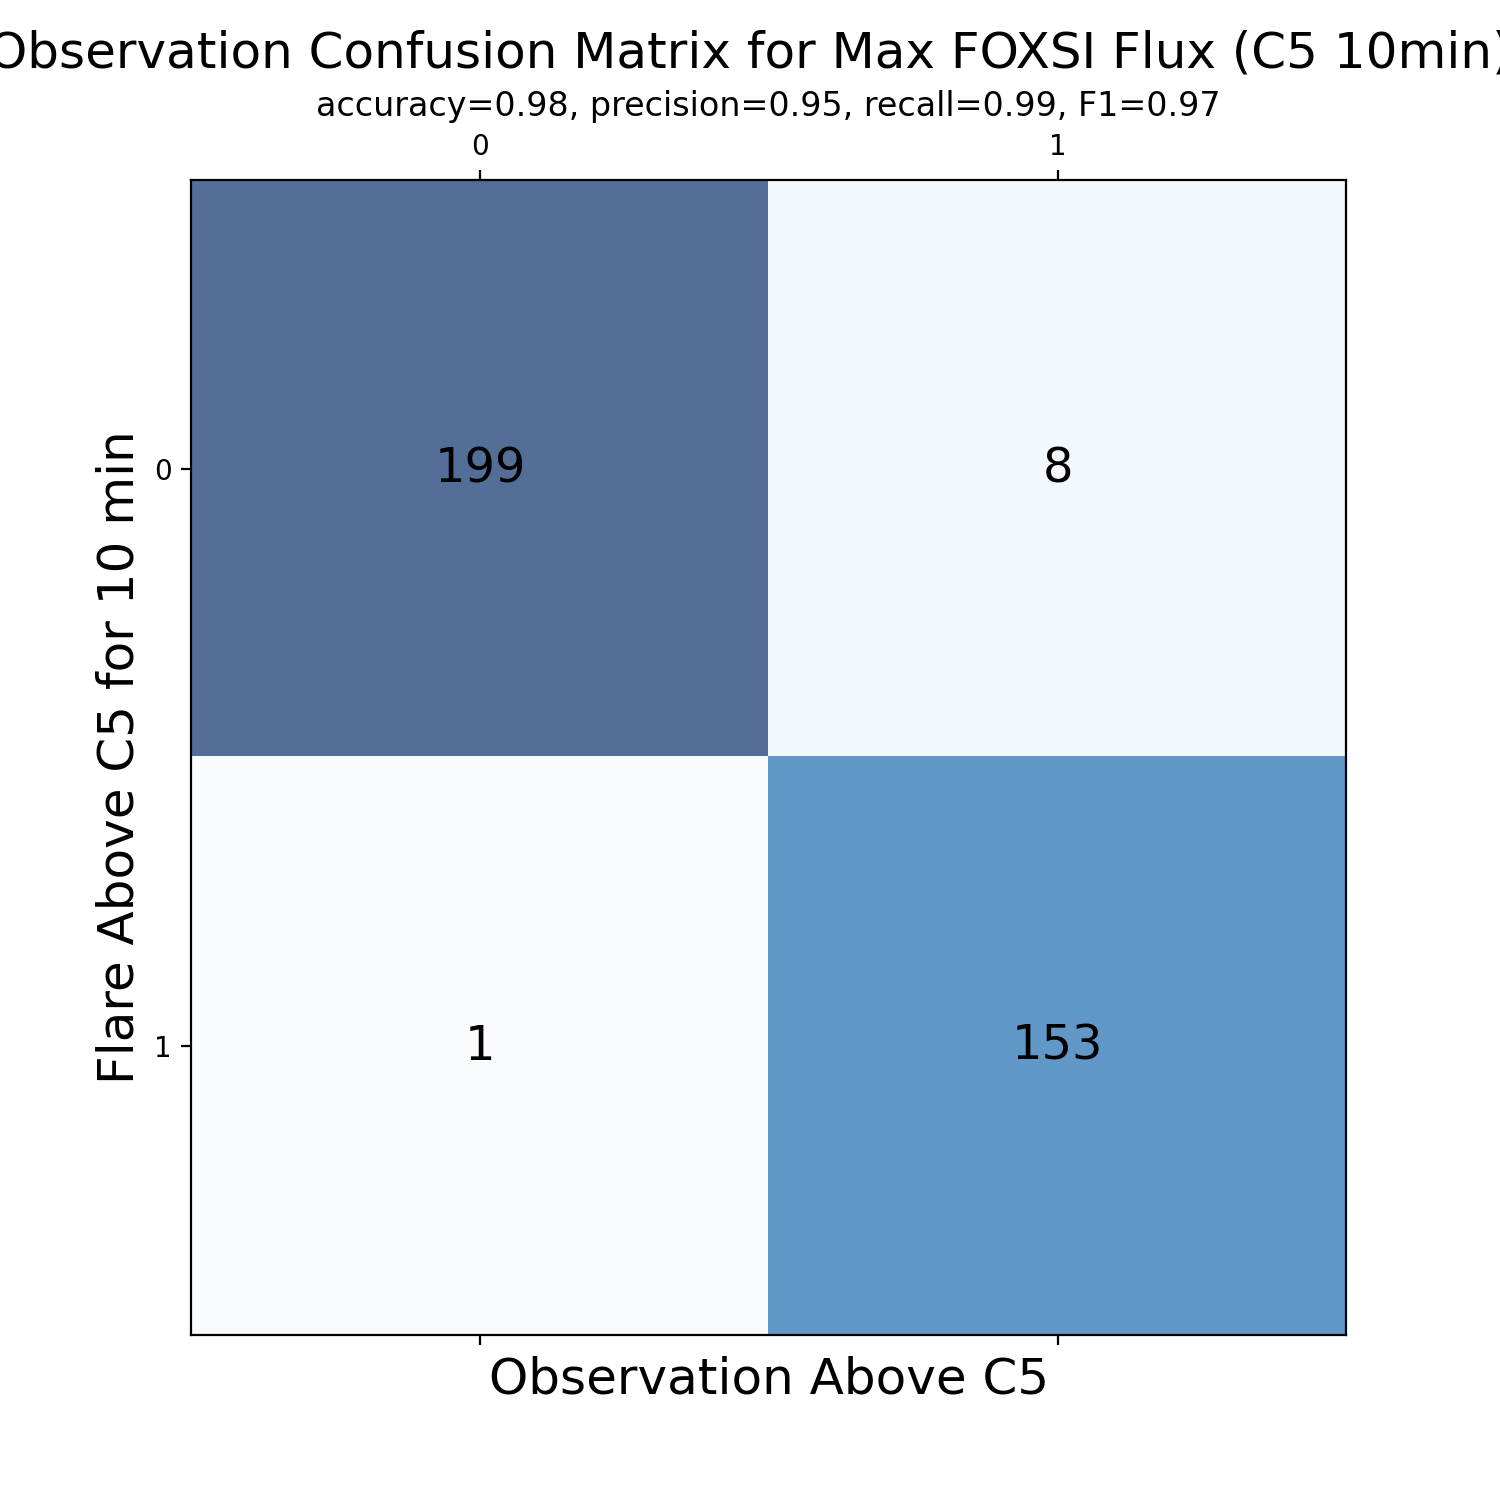 Observation Confusion Matrix for Max FOXSI Flux (C5 10min)
accuracy=0.98, precision=0.95, recall=0.99, F1=0.97
0 1
Flare Above C5 for 10 min
0
199 8
1
1 153
Observation Above C5